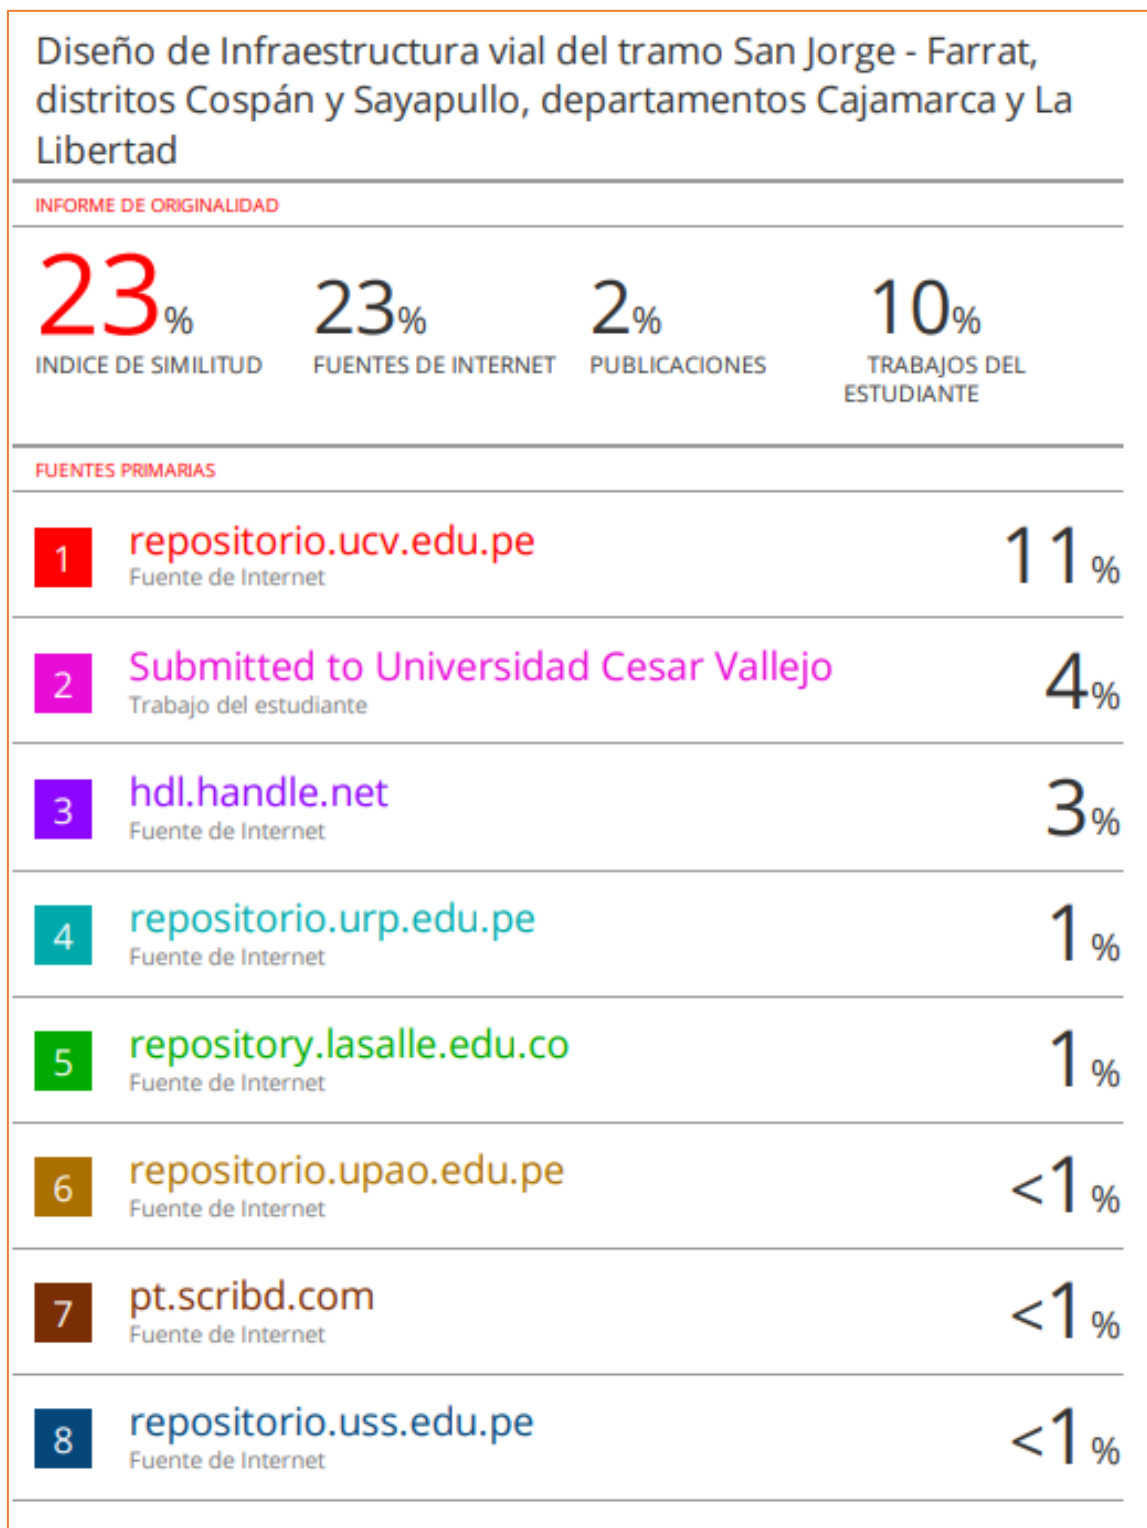 Diseño de Infraestructura vial del tramo San Jorge - Farrat,
distritos Cospán y Sayapullo, departamentos Cajamarca y La
Libertad
INFORME DE ORIGINALIDAD
23%
INDICE DE SIMILITUD
23%
FUENTES DE INTERNET
2%
PUBLICACIONES
10%
TRABAJOS DEL
ESTUDIANTE
FUENTES PRIMARIAS
1 repositorio.ucv.edu.pe 11%
Fuente de Internet
2 Submitted to Universidad Cesar Vallejo 4%
Trabajo del estudiante
3 hdl.handle.net 3%
Fuente de Internet
4 repositorio.urp.edu.pe 1%
Fuente de Internet
5 repository.lasalle.edu.co 1%
Fuente de Internet
6 repositorio.upao.edu.pe <1%
Fuente de Internet
7 pt.scribd.com <1%
Fuente de Internet
8 repositorio.uss.edu.pe <1%
Fuente de Internet